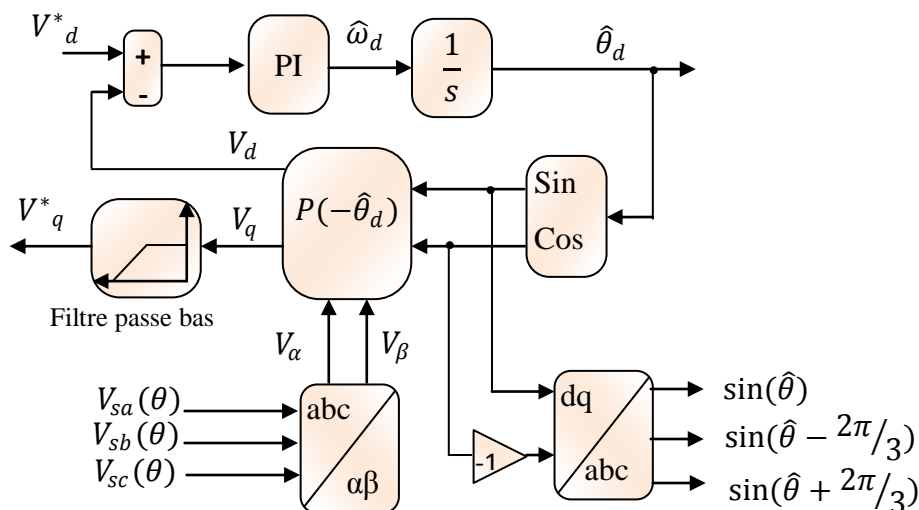 V*d
+
-
PI
ω̂d
1/s
θ̂d
Vd
P(-θ̂d)
Sin
Cos
V*q
Vq
Filtre passe bas
Vα
Vβ
Vsa(θ)
Vsb(θ)
Vsc(θ)
abc
αβ
-1
dq
abc
sin(θ̂)
sin(θ̂ − 2π/3)
sin(θ̂ + 2π/3)